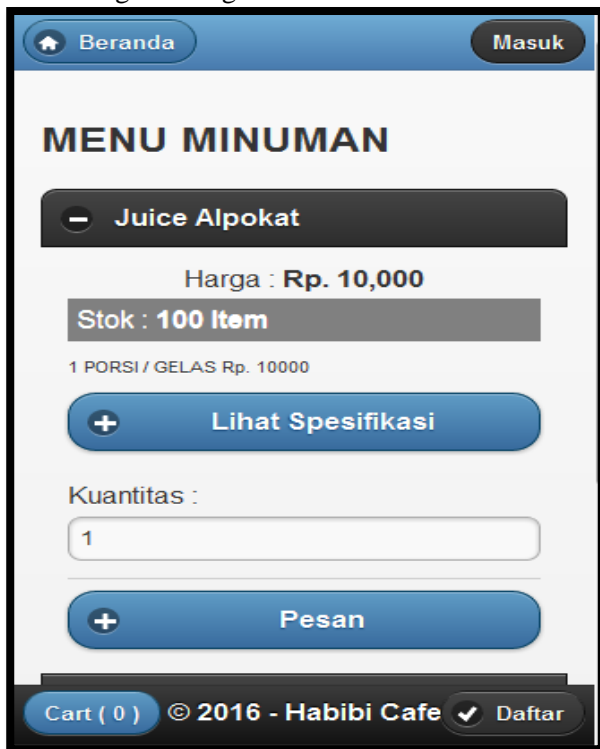 Beranda Masuk
MENU MINUMAN
Juice Alpokat
Harga : Rp. 10,000
Stok : 100 Item
1 PORSI / GELAS Rp. 10000
Lihat Spesifikasi
Kuantitas :
1
Pesan
Cart ( 0 ) © 2016 - Habibi Cafe Daftar